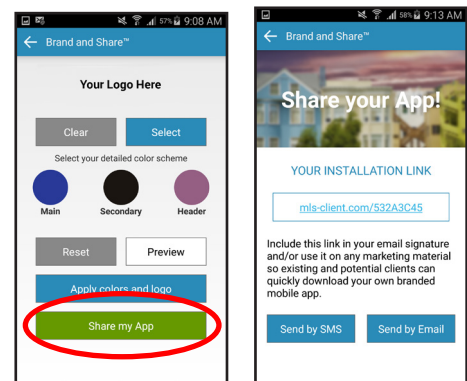 57% 9:08 AM
Brand and Share™
Your Logo Here
Clear
Select
Select your detailed color scheme
Main
Secondary
Header
Reset
Preview
Apply colors and logo
Share my App
58% 9:13 AM
Brand and Share™
Share your App!
YOUR INSTALLATION LINK
mls-client.com/532A3C45
Include this link in your email signature
and/or use it on any marketing material
so existing and potential clients can
quickly download your own branded
mobile app.
Send by SMS
Send by Email